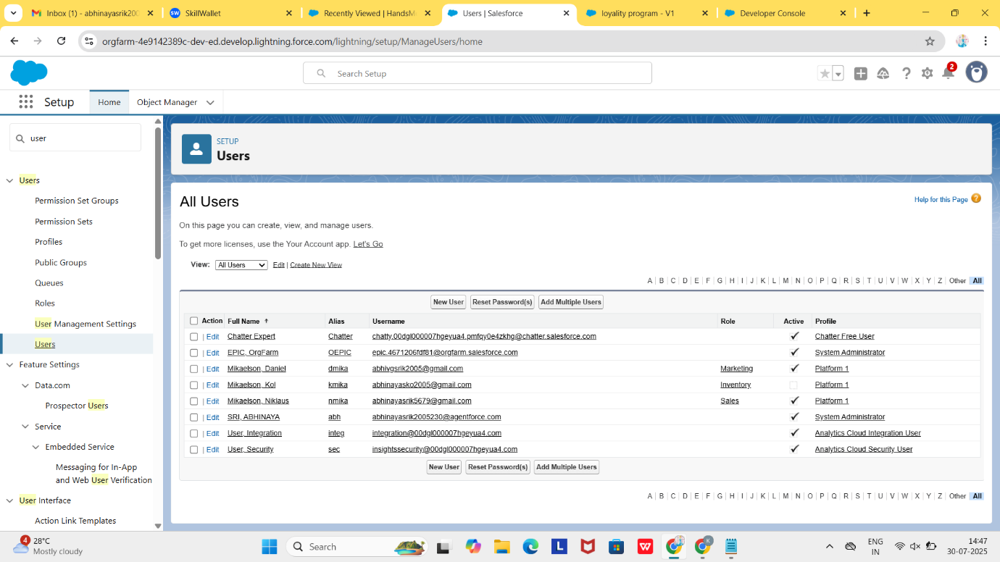 Inbox (1) - abhinayasrik200
SkillWallet
Recently Viewed | HandsMe
Users | Salesforce
loyality program - V1
Developer Console
orgfarm-4e9142389c-dev-ed.develop.lightning.force.com/lightning/setup/ManageUsers/home
Search Setup
2
Setup
Home
Object Manager
user
SETUP
Users
Users
Permission Set Groups
Permission Sets
Profiles
Public Groups
Queues
Roles
User Management Settings
Users
Feature Settings
Data.com
Prospector Users
Service
Embedded Service
Messaging for In-App
and Web User Verification
User Interface
Action Link Templates
All Users
Help for this Page
On this page you can create, view, and manage users.
To get more licenses, use the Your Account app. Let's Go
View: All Users Edit | Create New View
A | B | C | D | E | F | G | H | I | J | K | L | M | N | O | P | Q | R | S | T | U | V | W | X | Y | Z | Other All
New User Reset Password(s) Add Multiple Users
Action Full Name Alias Username Role Active Profile
| Edit Chatter Expert Chatter chatty.00dgl000007hgeyua4.pmfqy0e4zkhg@chatter.salesforce.com Chatter Free User
| Edit EPIC, OrgFarm OEPIC epic.4671206fdf81@orgfarm.salesforce.com System Administrator
| Edit Mikaelson, Daniel dmika abhivgsrik2005@gmail.com Marketing Platform 1
| Edit Mikaelson, Kol kmika abhinayasko2005@gmail.com Inventory Platform 1
| Edit Mikaelson, Niklaus nmika abhinayasrik5679@gmail.com Sales Platform 1
| Edit SRI, ABHINAYA abh abhinayasrik2005230@agentforce.com System Administrator
| Edit User, Integration integ integration@00dgl000007hgeyua4.com Analytics Cloud Integration User
| Edit User, Security sec insightssecurity@00dgl000007hgeyua4.com Analytics Cloud Security User
New User Reset Password(s) Add Multiple Users
A | B | C | D | E | F | G | H | I | J | K | L | M | N | O | P | Q | R | S | T | U | V | W | X | Y | Z | Other All
4
28°C
Mostly cloudy
Search
ENG
IN
14:47
30-07-2025